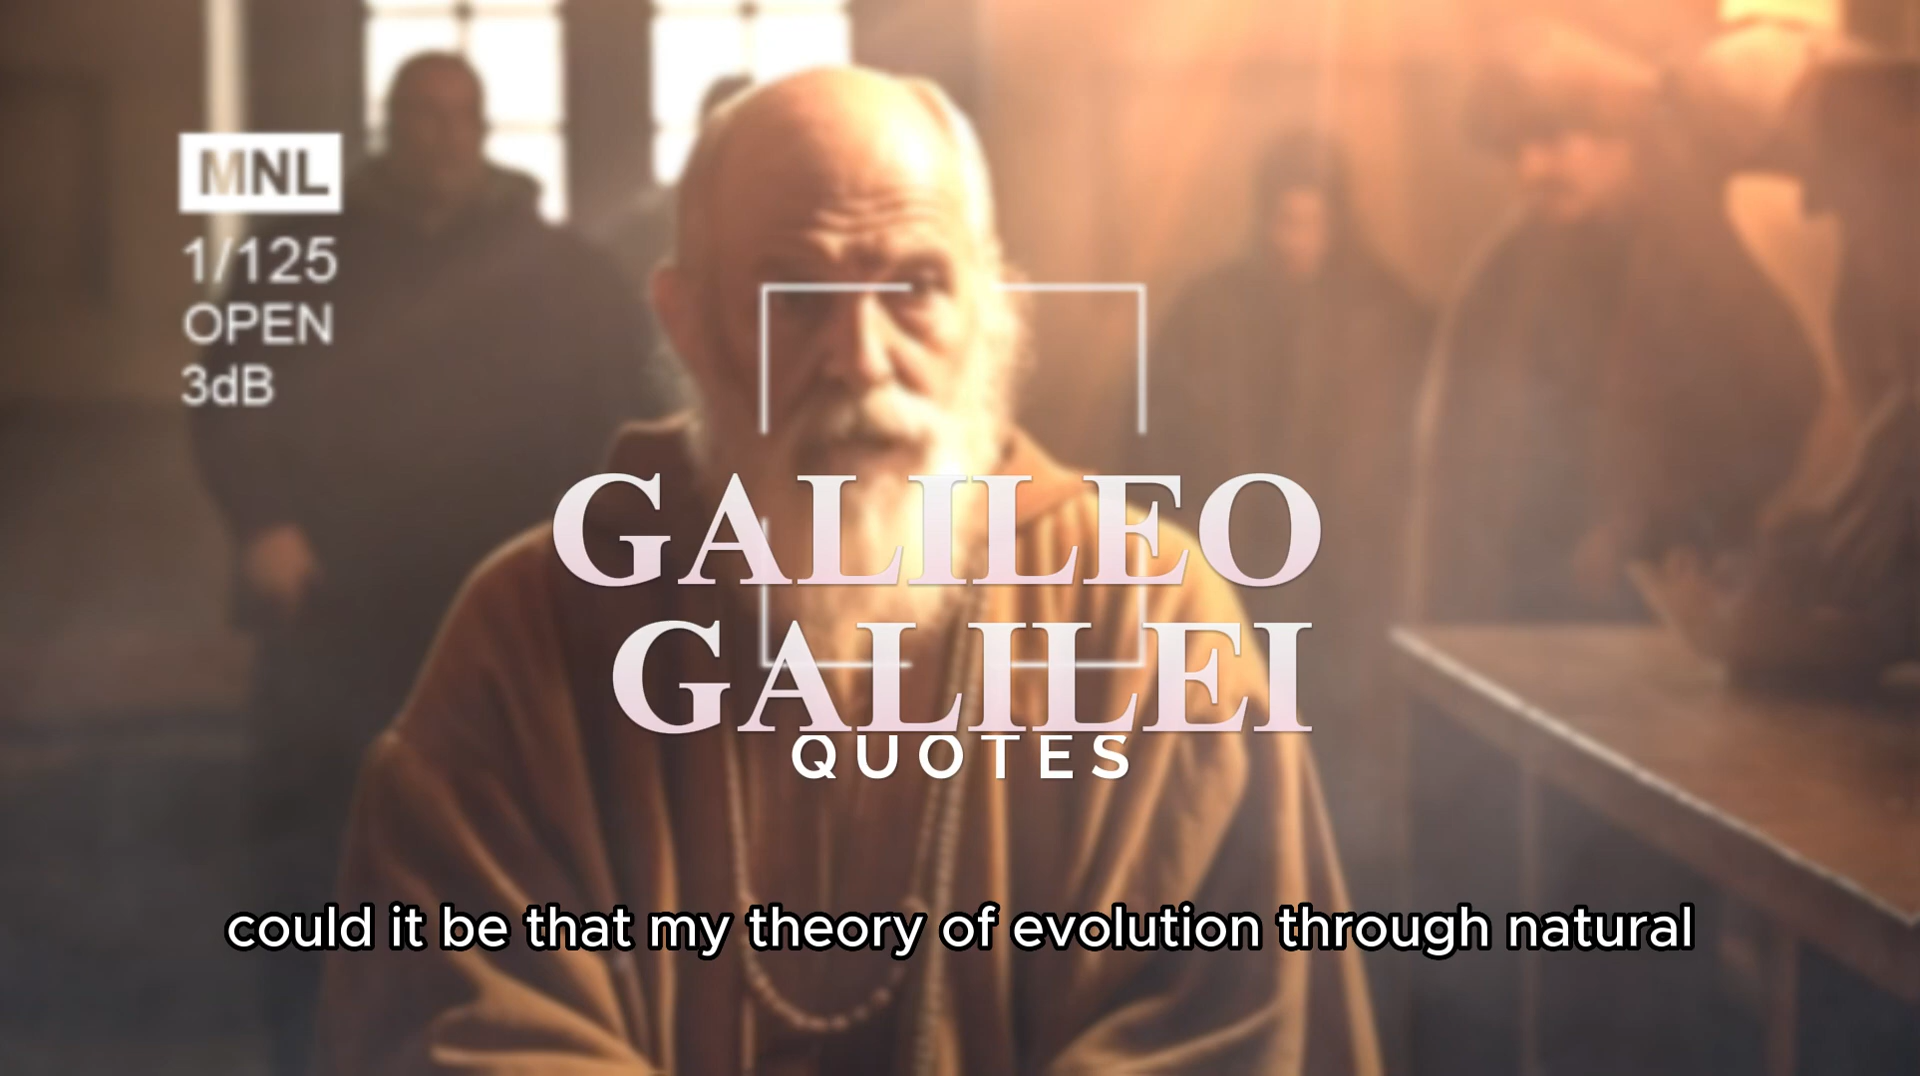 MNL
1/125
OPEN
3dB
GALILEO
GALILEI
QUOTES
could it be that my theory of evolution through natural